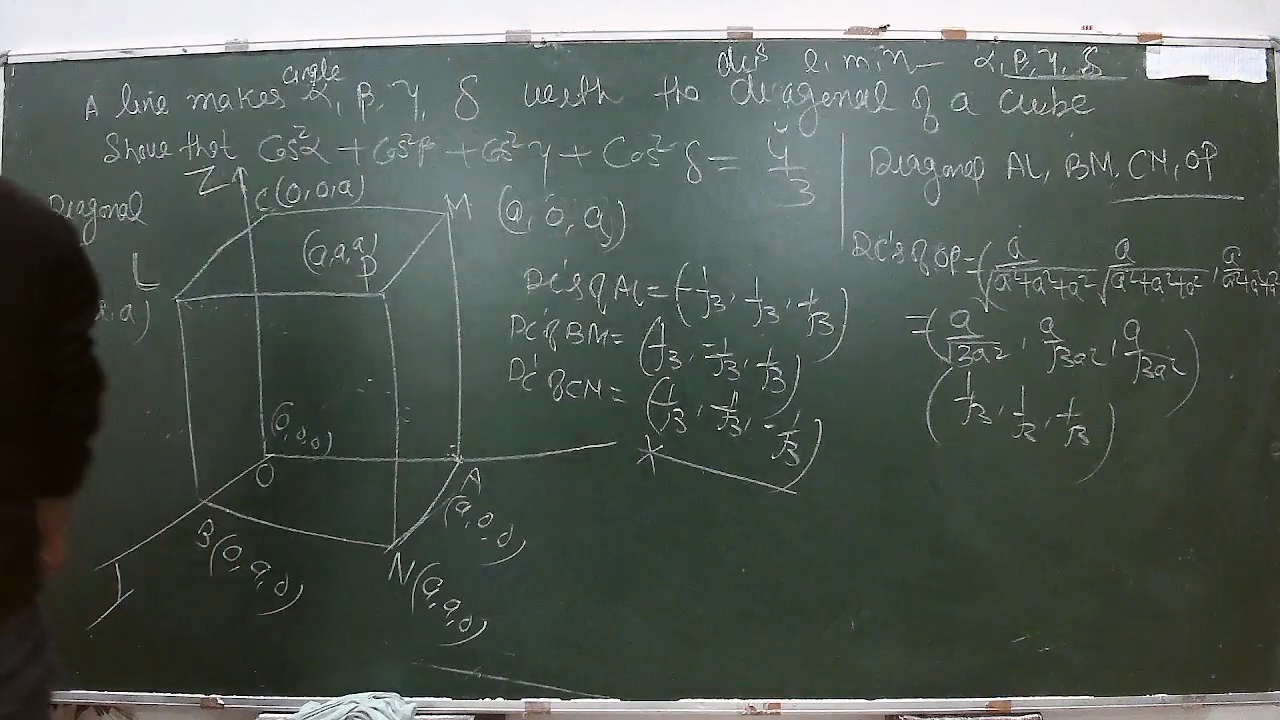 angle
dc's l, m, n α, β, γ, δ
A line makes α, β, γ, δ with the diagonal of a cube
Show that Cos²α + Cos²β + Cos²γ + Cos²δ = 4/3
Diagonal AL, BM, CN, OP
Diagonal
Z
C(0,0,a)
M (a, 0, a)
(a,a,a)
P
L
,a)
(0,0,0)
O
A
(a,0,0)
B(0,a,0)
N(a,a,0)
DC's of AL = (-1/√3, 1/√3, 1/√3)
DC' of BM = (1/√3, -1/√3, 1/√3)
DC' of CN = (1/√3, 1/√3, -1/√3)
DC's of OP = (a/√a²+a²+a², a/√a²+a²+a², a/a²+a²+a²
= (a/√3a², a/√3a², a/√3a²)
(1/√3, 1/√3, 1/√3)